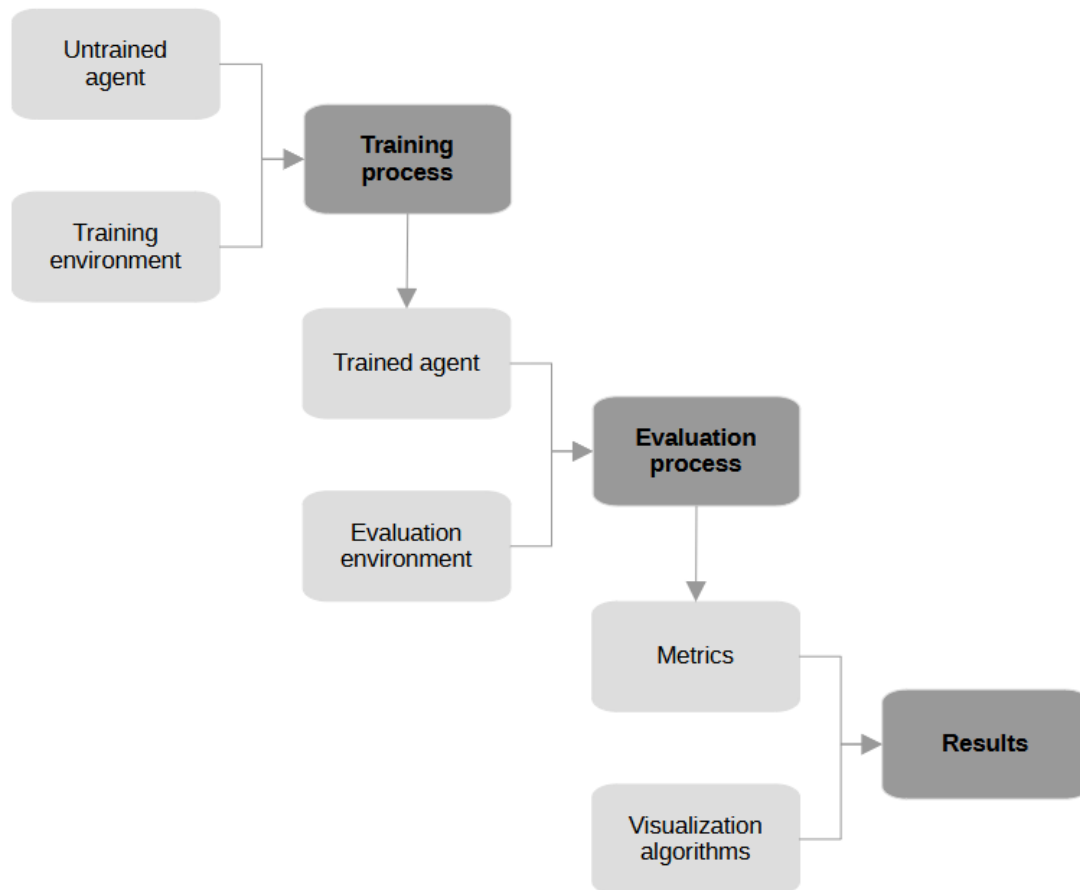 Untrained
agent
Training
process
Training
environment
Trained agent
Evaluation
process
Evaluation
environment
Metrics
Results
Visualization
algorithms